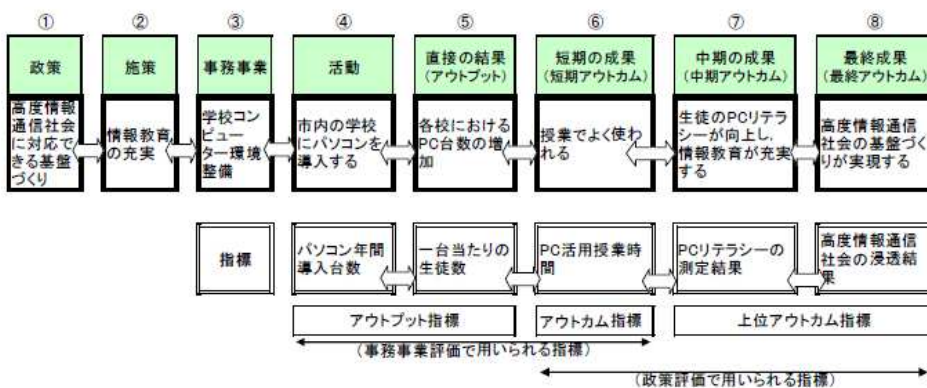 ① ② ③ ④ ⑤ ⑥ ⑦ ⑧
政策
施策
事務事業
活動
直接の結果
(アウトプット)
短期の成果
(短期アウトカム)
中期の成果
(中期アウトカム)
最終成果
(最終アウトカム)
高度情報
通信社会
に対応で
きる基盤
づくり
情報教育
の充実
学校コン
ピュー
ター環境
整備
市内の学校
にパソコンを
導入する
各校における
PC台数の増
加
授業でよく使わ
れる
生徒のPCリテラ
シーが向上し、
情報教育が充実
する
高度情報通信
社会の基盤づく
りが実現する
指標
パソコン年間
導入台数
一台当たりの
生徒数
PC活用授業時
間
PCリテラシーの
測定結果
高度情報通信
社会の浸透結
果
アウトプット指標
アウトカム指標
上位アウトカム指標
(事務事業評価で用いられる指標)
(政策評価で用いられる指標)